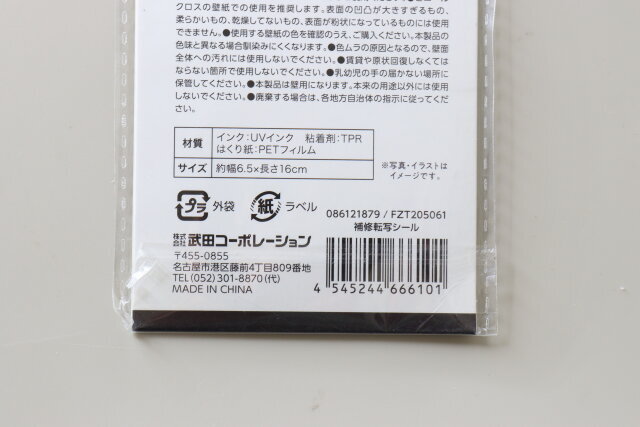 クロスの壁紙での使用を推奨します。表面の凹凸が大きすぎるもの、
柔らかいもの、乾燥してないもの、表面が粉状になっているものには使用
できません。●使用する壁紙の色を確認のうえ、ご購入ください。本製品の
色味と異なる場合馴染みにくくなります。●色ムラの原因となるので、壁面
全体への汚れには使用しないでください。●賃貸や原状回復しなくてはな
らない箇所で使用しないでください。●乳幼児の手の届かない場所に
保管してください。●本製品は壁用になります。本来の用途以外には使用
しないでください。●廃棄する場合は、各地方自治体の指示に従ってくだ
さい。
材質 インク:UVインク 粘着剤:TPR
はくり紙:PETフィルム
サイズ 約幅6.5×長さ16cm
※写真・イラストは
イメージです。
プラ 外袋 紙 ラベル
086121879 / FZT205061
補修転写シール
株式会社 武田コーポレーション
〒455-0855
名古屋市港区藤前4丁目809番地
TEL(052)301-8870(代)
MADE IN CHINA
4 545244 666101